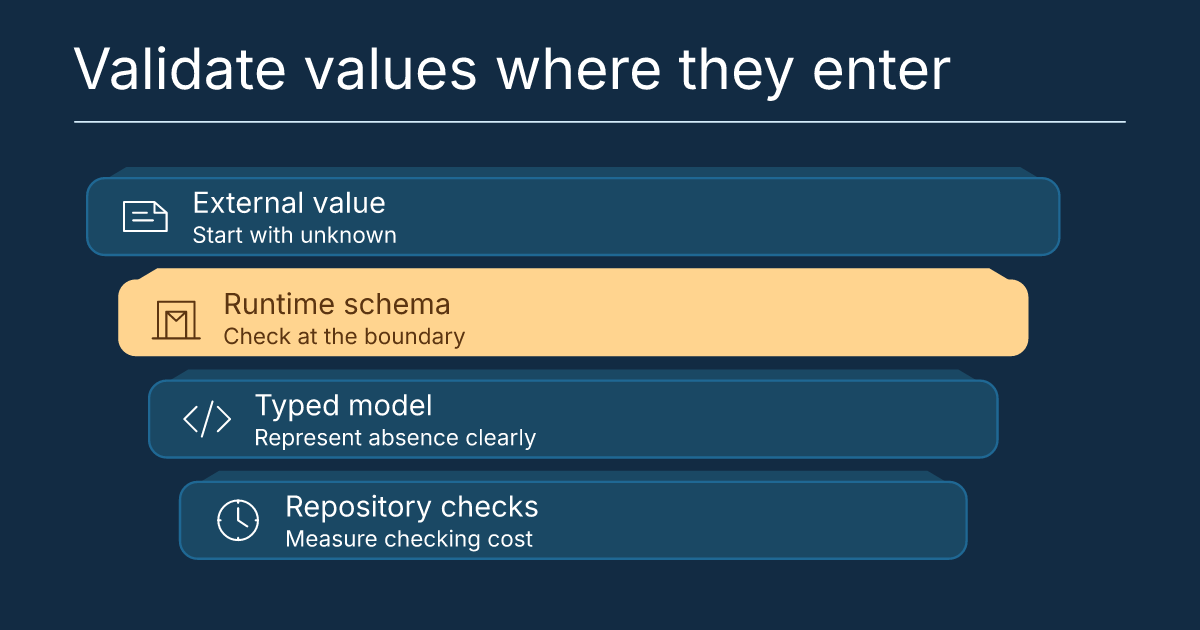 Validate values where they enter
External value
Start with unknown
Runtime schema
Check at the boundary
Typed model
Represent absence clearly
Repository checks
Measure checking cost